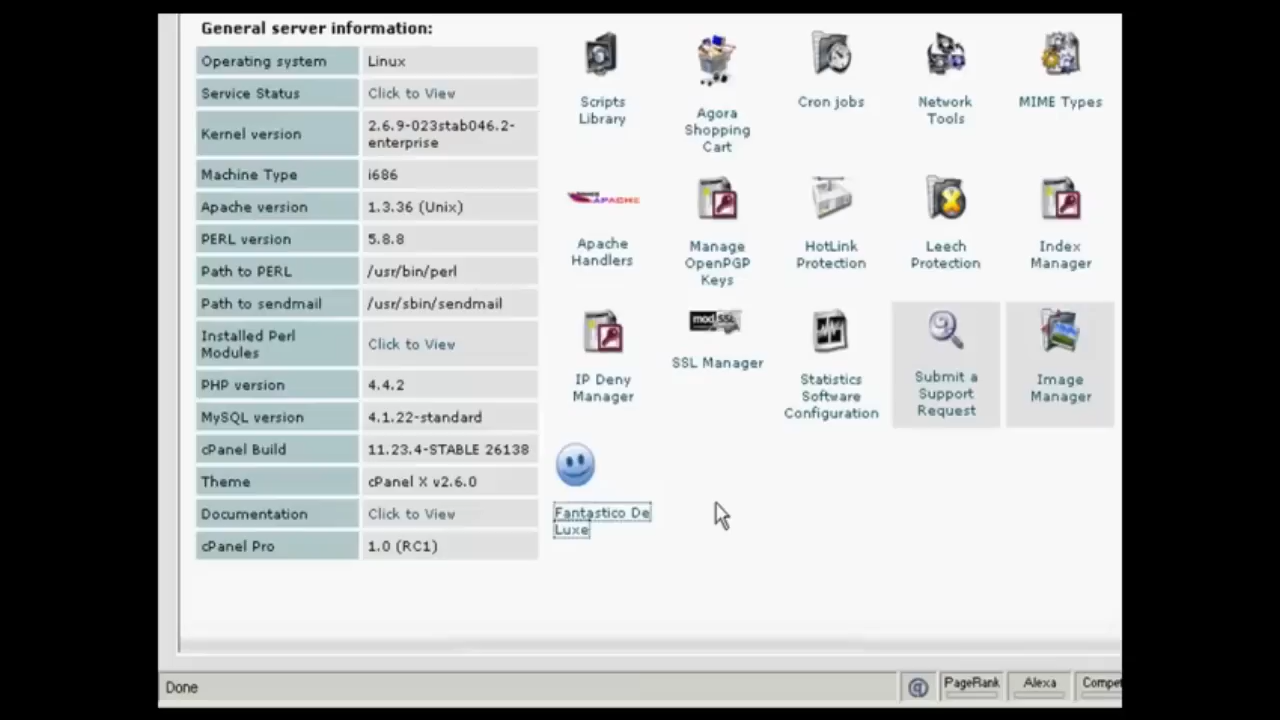 General server information:
Operating system Linux
Service Status Click to View
Kernel version 2.6.9-023stab046.2-
enterprise
Machine Type i686
Apache version 1.3.36 (Unix)
PERL version 5.8.8
Path to PERL /usr/bin/perl
Path to sendmail /usr/sbin/sendmail
Installed Perl
Modules
Click to View
PHP version 4.4.2
MySQL version 4.1.22-standard
cPanel Build 11.23.4-STABLE 26138
Theme cPanel X v2.6.0
Documentation Click to View
cPanel Pro 1.0 (RC1)
Scripts
Library
Agora
Shopping
Cart
Cron jobs
Network
Tools
MIME Types
APACHE
Apache
Handlers
Manage
OpenPGP
Keys
HotLink
Protection
Leech
Protection
Index
Manager
IP Deny
Manager
mod SSL
SSL Manager
Statistics
Software
Configuration
Submit a
Support
Request
Image
Manager
Fantastico De
Luxe
Done
PageRank
Alexa
Compet